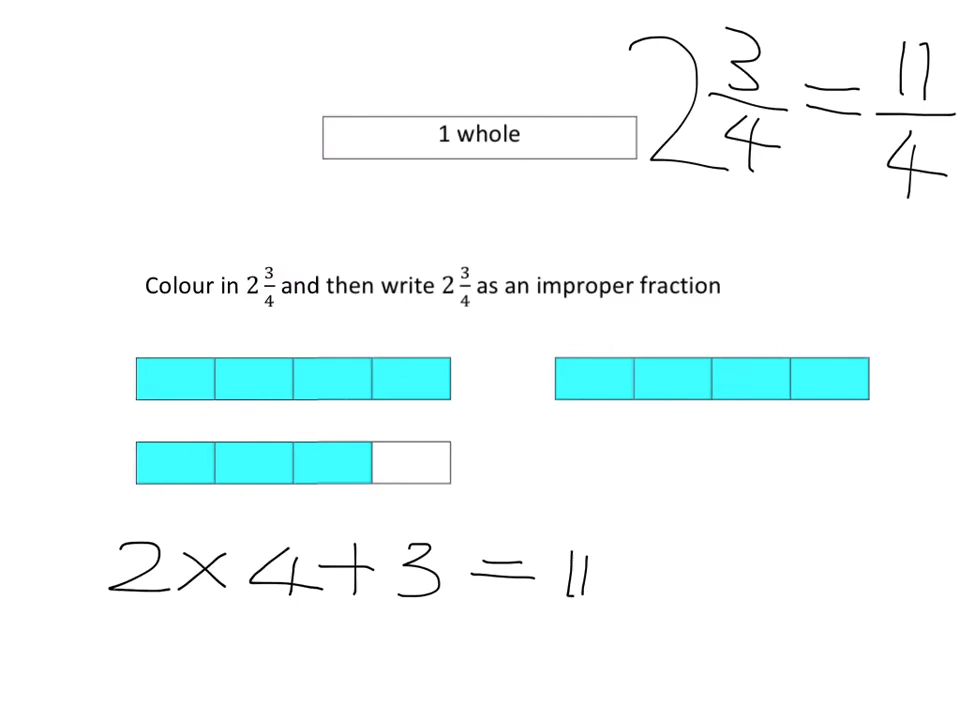 2 3/4 = 11/4
1 whole
Colour in 2 3/4 and then write 2 3/4 as an improper fraction
2 × 4 + 3 = 11